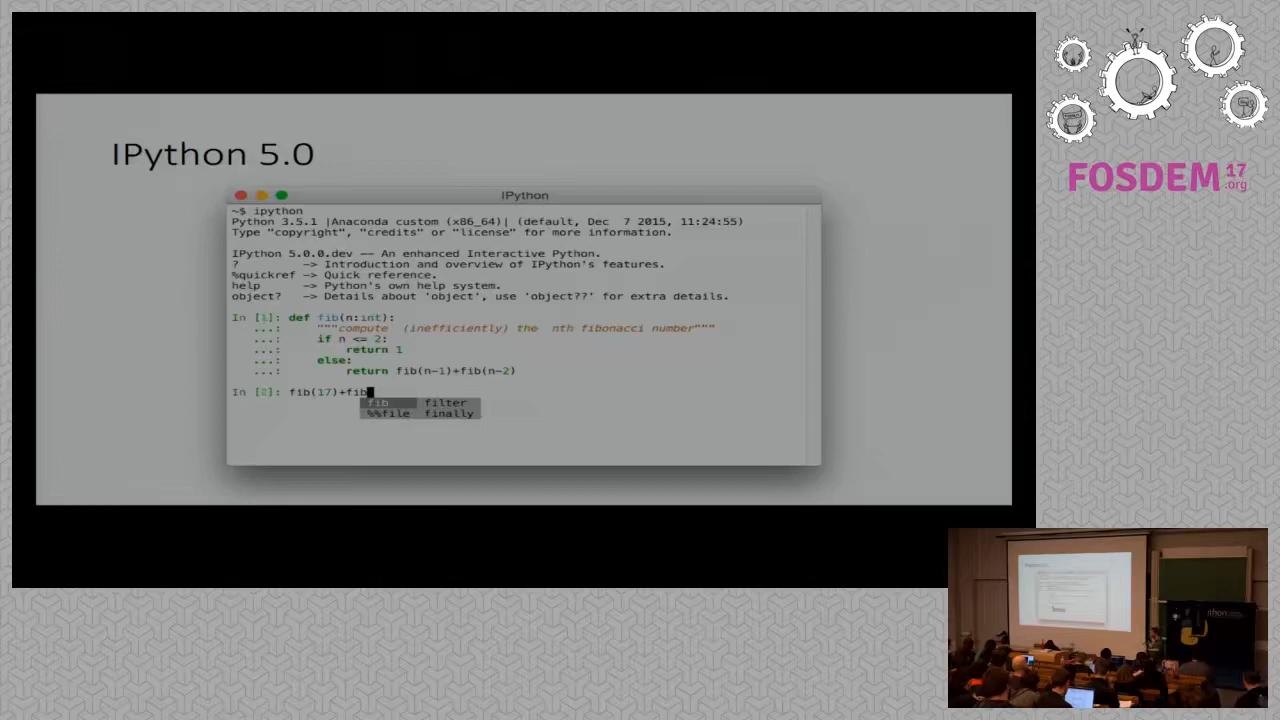 IPython 5.0
IPython
~$ ipython
Python 3.5.1 |Anaconda custom (x86_64)| (default, Dec  7 2015, 11:24:55)
Type "copyright", "credits" or "license" for more information.
IPython 5.0.0.dev -- An enhanced Interactive Python.
?         -> Introduction and overview of IPython's features.
%quickref -> Quick reference.
help      -> Python's own help system.
object?   -> Details about 'object', use 'object??' for extra details.
In [1]: def fib(n:int):
   ...:     """compute  (inefficiently) the  nth fibonacci number"""
   ...:     if n <= 2:
   ...:         return 1
   ...:     else:
   ...:         return fib(n-1)+fib(n-2)
In [2]: fib(17)+fib
fib filter
%%file finally
FOSDEM 17
.org